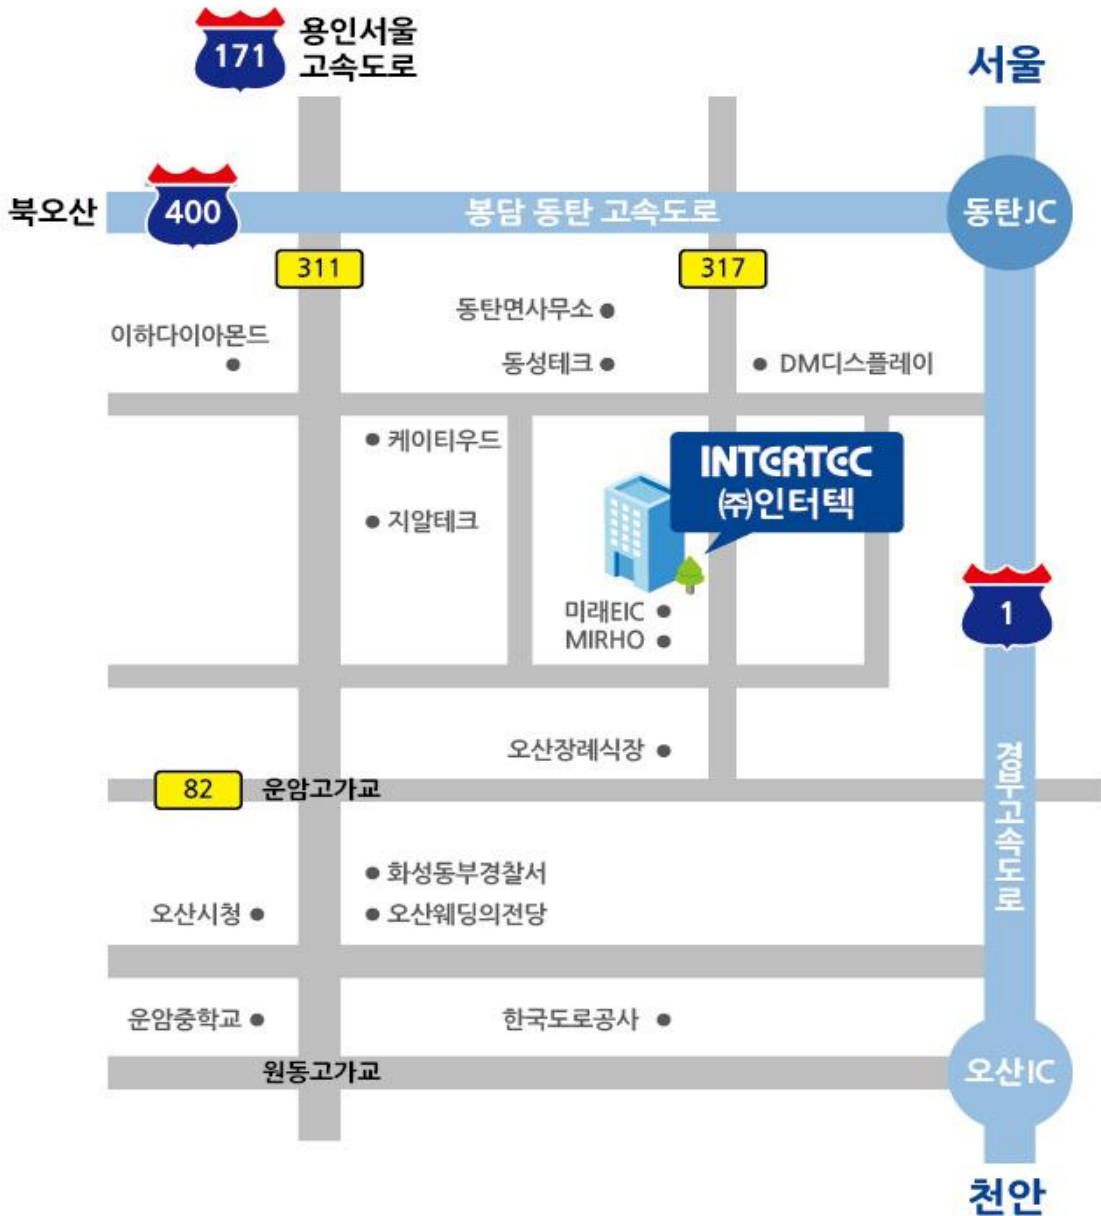 171
용인서울
고속도로
서울
북오산
400
봉담 동탄 고속도로
동탄JC
311
317
동탄면사무소
이하다이아몬드
동성테크
DM디스플레이
케이티우드
INTERTEC
㈜인터텍
지알테크
미래EIC
MIRHO
1
오산장례식장
경부고속도로
82
운암고가교
화성동부경찰서
오산시청
오산웨딩의전당
운암중학교
한국도로공사
원동고가교
오산IC
천안